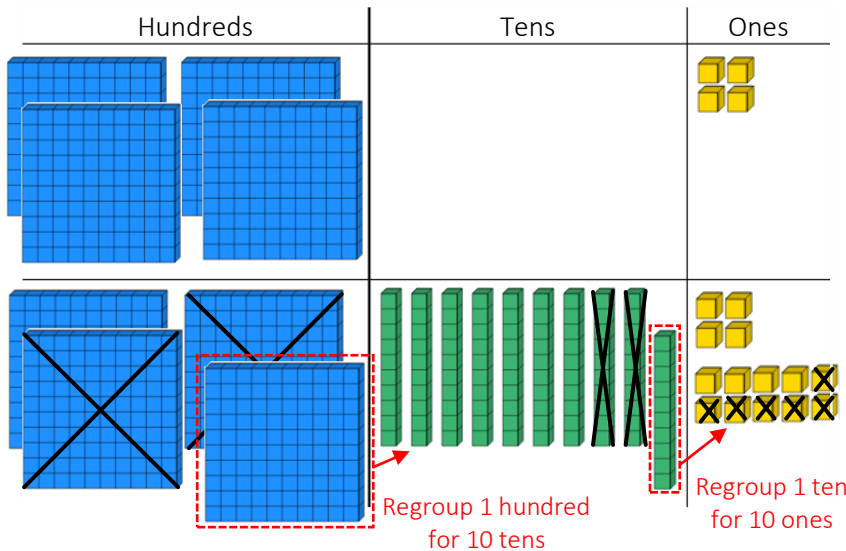 Hundreds
Tens
Ones
Regroup 1 hundred
for 10 tens
Regroup 1 ten
for 10 ones